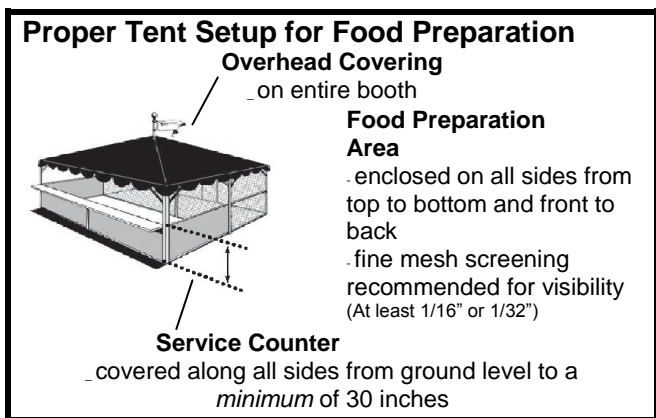 Proper Tent Setup for Food Preparation
Overhead Covering
- on entire booth
Food Preparation
Area
- enclosed on all sides from
top to bottom and front to
back
- fine mesh screening
recommended for visibility
(At least 1/16” or 1/32”)
Service Counter
- covered along all sides from ground level to a
minimum of 30 inches